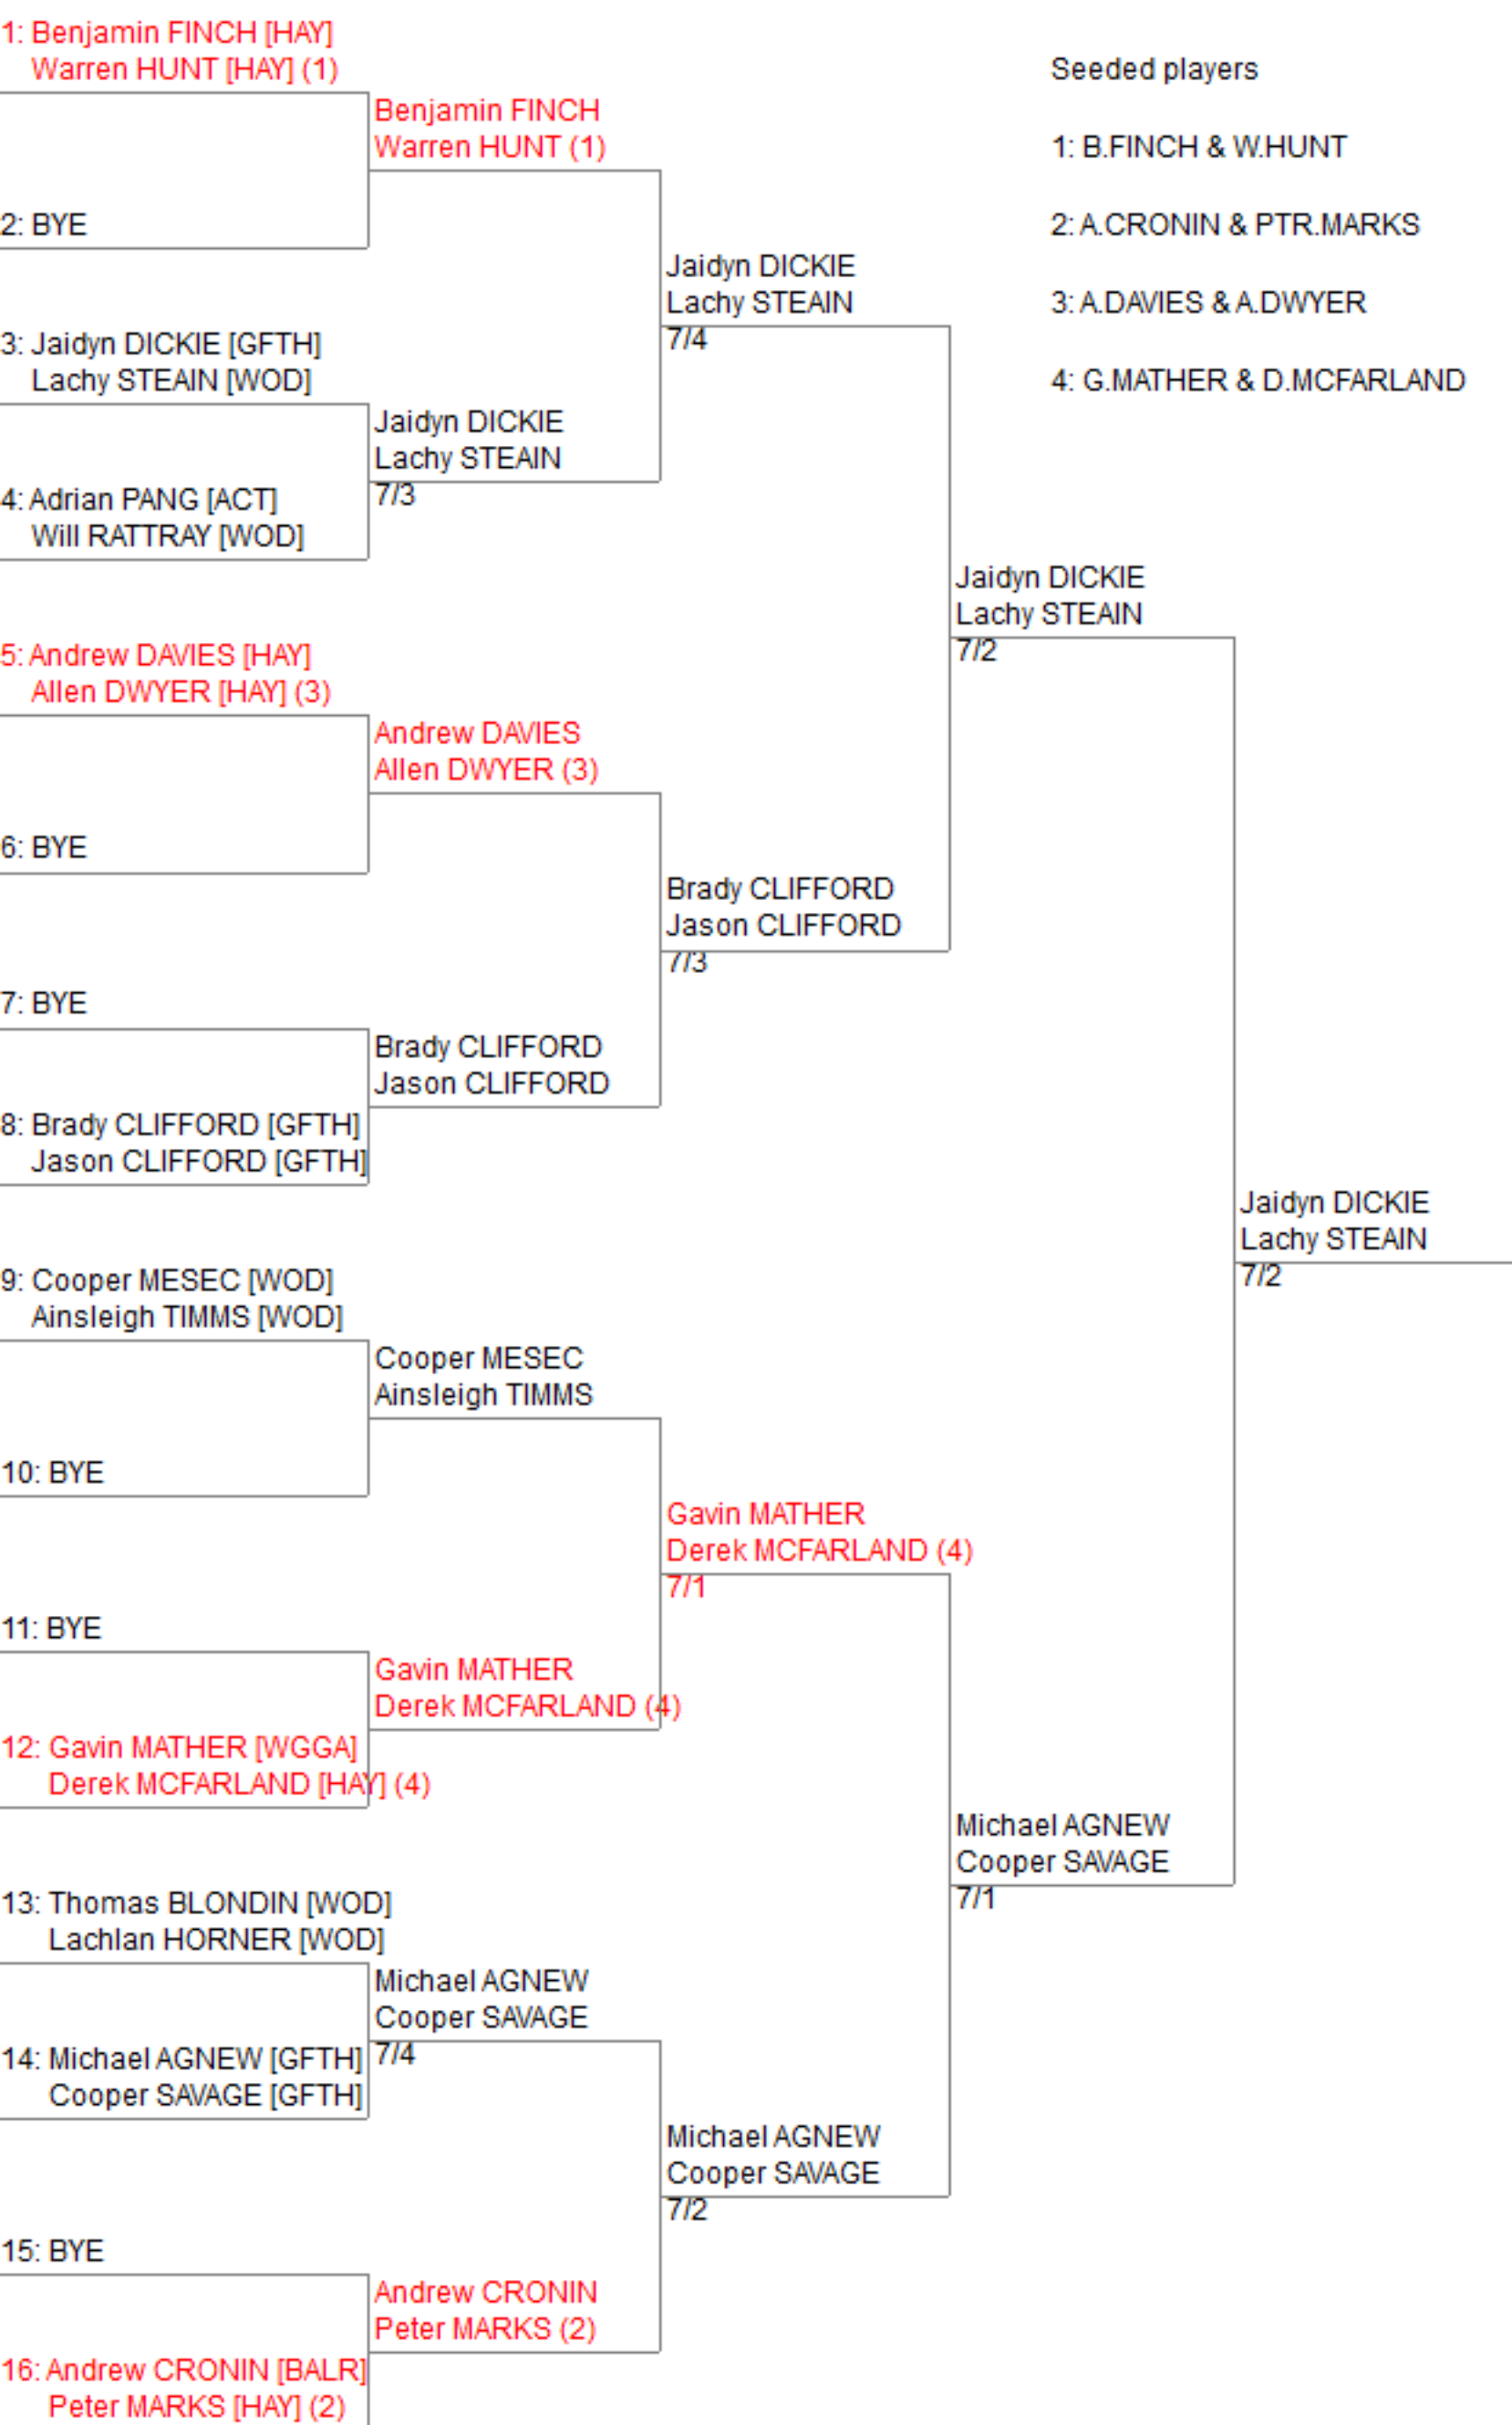 1: Benjamin FINCH [HAY]
Warren HUNT [HAY] (1)
2: BYE
3: Jaidyn DICKIE [GFTH]
Lachy STEAIN [WOD]
4: Adrian PANG [ACT]
Will RATTRAY [WOD]
5: Andrew DAVIES [HAY]
Allen DWYER [HAY] (3)
6: BYE
7: BYE
8: Brady CLIFFORD [GFTH]
Jason CLIFFORD [GFTH]
9: Cooper MESEC [WOD]
Ainsleigh TIMMS [WOD]
10: BYE
11: BYE
12: Gavin MATHER [WGGA]
Derek MCFARLAND [HAY] (4)
13: Thomas BLONDIN [WOD]
Lachlan HORNER [WOD]
14: Michael AGNEW [GFTH]
Cooper SAVAGE [GFTH]
15: BYE
16: Andrew CRONIN [BALR]
Peter MARKS [HAY] (2)
Benjamin FINCH
Warren HUNT (1)
Jaidyn DICKIE
Lachy STEAIN
7/3
Andrew DAVIES
Allen DWYER (3)
Brady CLIFFORD
Jason CLIFFORD
Cooper MESEC
Ainsleigh TIMMS
Gavin MATHER
Derek MCFARLAND (4)
Michael AGNEW
Cooper SAVAGE
7/4
Andrew CRONIN
Peter MARKS (2)
Jaidyn DICKIE
Lachy STEAIN
7/4
Brady CLIFFORD
Jason CLIFFORD
7/3
Gavin MATHER
Derek MCFARLAND (4)
7/1
Michael AGNEW
Cooper SAVAGE
7/2
Jaidyn DICKIE
Lachy STEAIN
7/2
Michael AGNEW
Cooper SAVAGE
7/1
Jaidyn DICKIE
Lachy STEAIN
7/2
Seeded players
1: B.FINCH & W.HUNT
2: A.CRONIN & PTR.MARKS
3: A.DAVIES & A.DWYER
4: G.MATHER & D.MCFARLAND